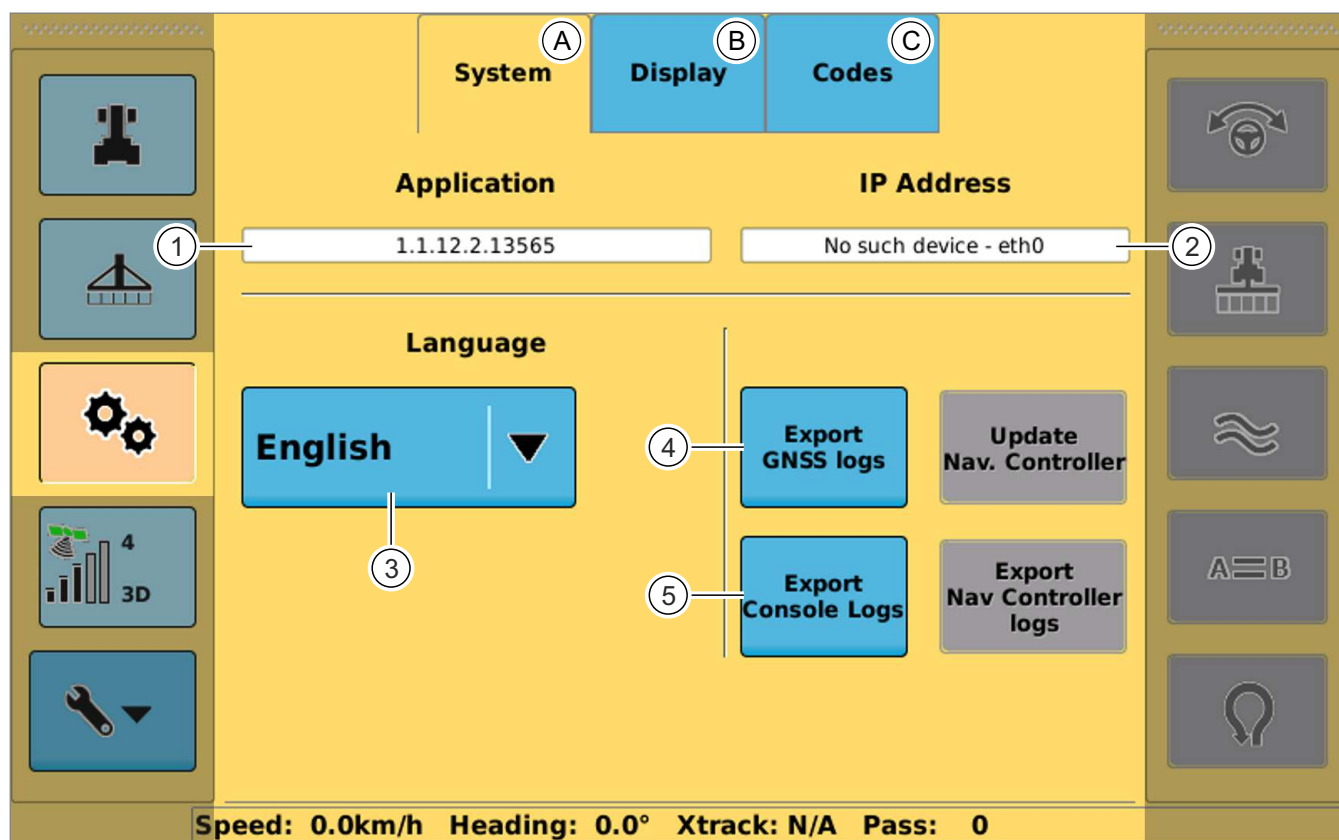 A
B
C
System
Display
Codes
Application
IP Address
1
1.1.12.2.13565
No such device - eth0
2
Language
English
3
4
Export
GNSS logs
Update
Nav. Controller
5
Export
Console Logs
Export
Nav Controller
logs
4
3D
A B
Speed: 0.0km/h Heading: 0.0° Xtrack: N/A Pass: 0